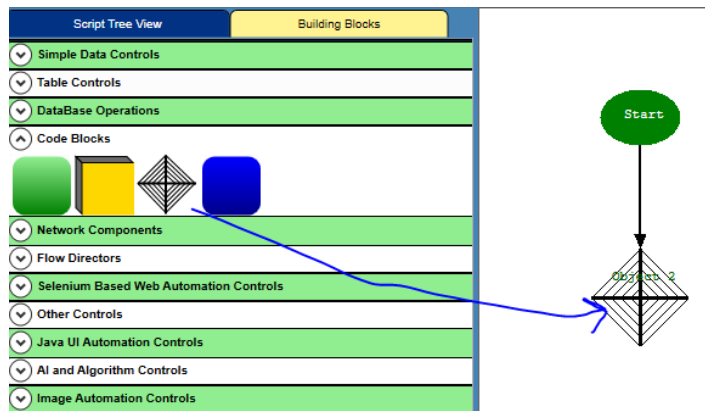 Script Tree View
Building Blocks
Simple Data Controls
Table Controls
DataBase Operations
Code Blocks
Network Components
Flow Directors
Selenium Based Web Automation Controls
Other Controls
Java UI Automation Controls
AI and Algorithm Controls
Image Automation Controls
Start
Object 2